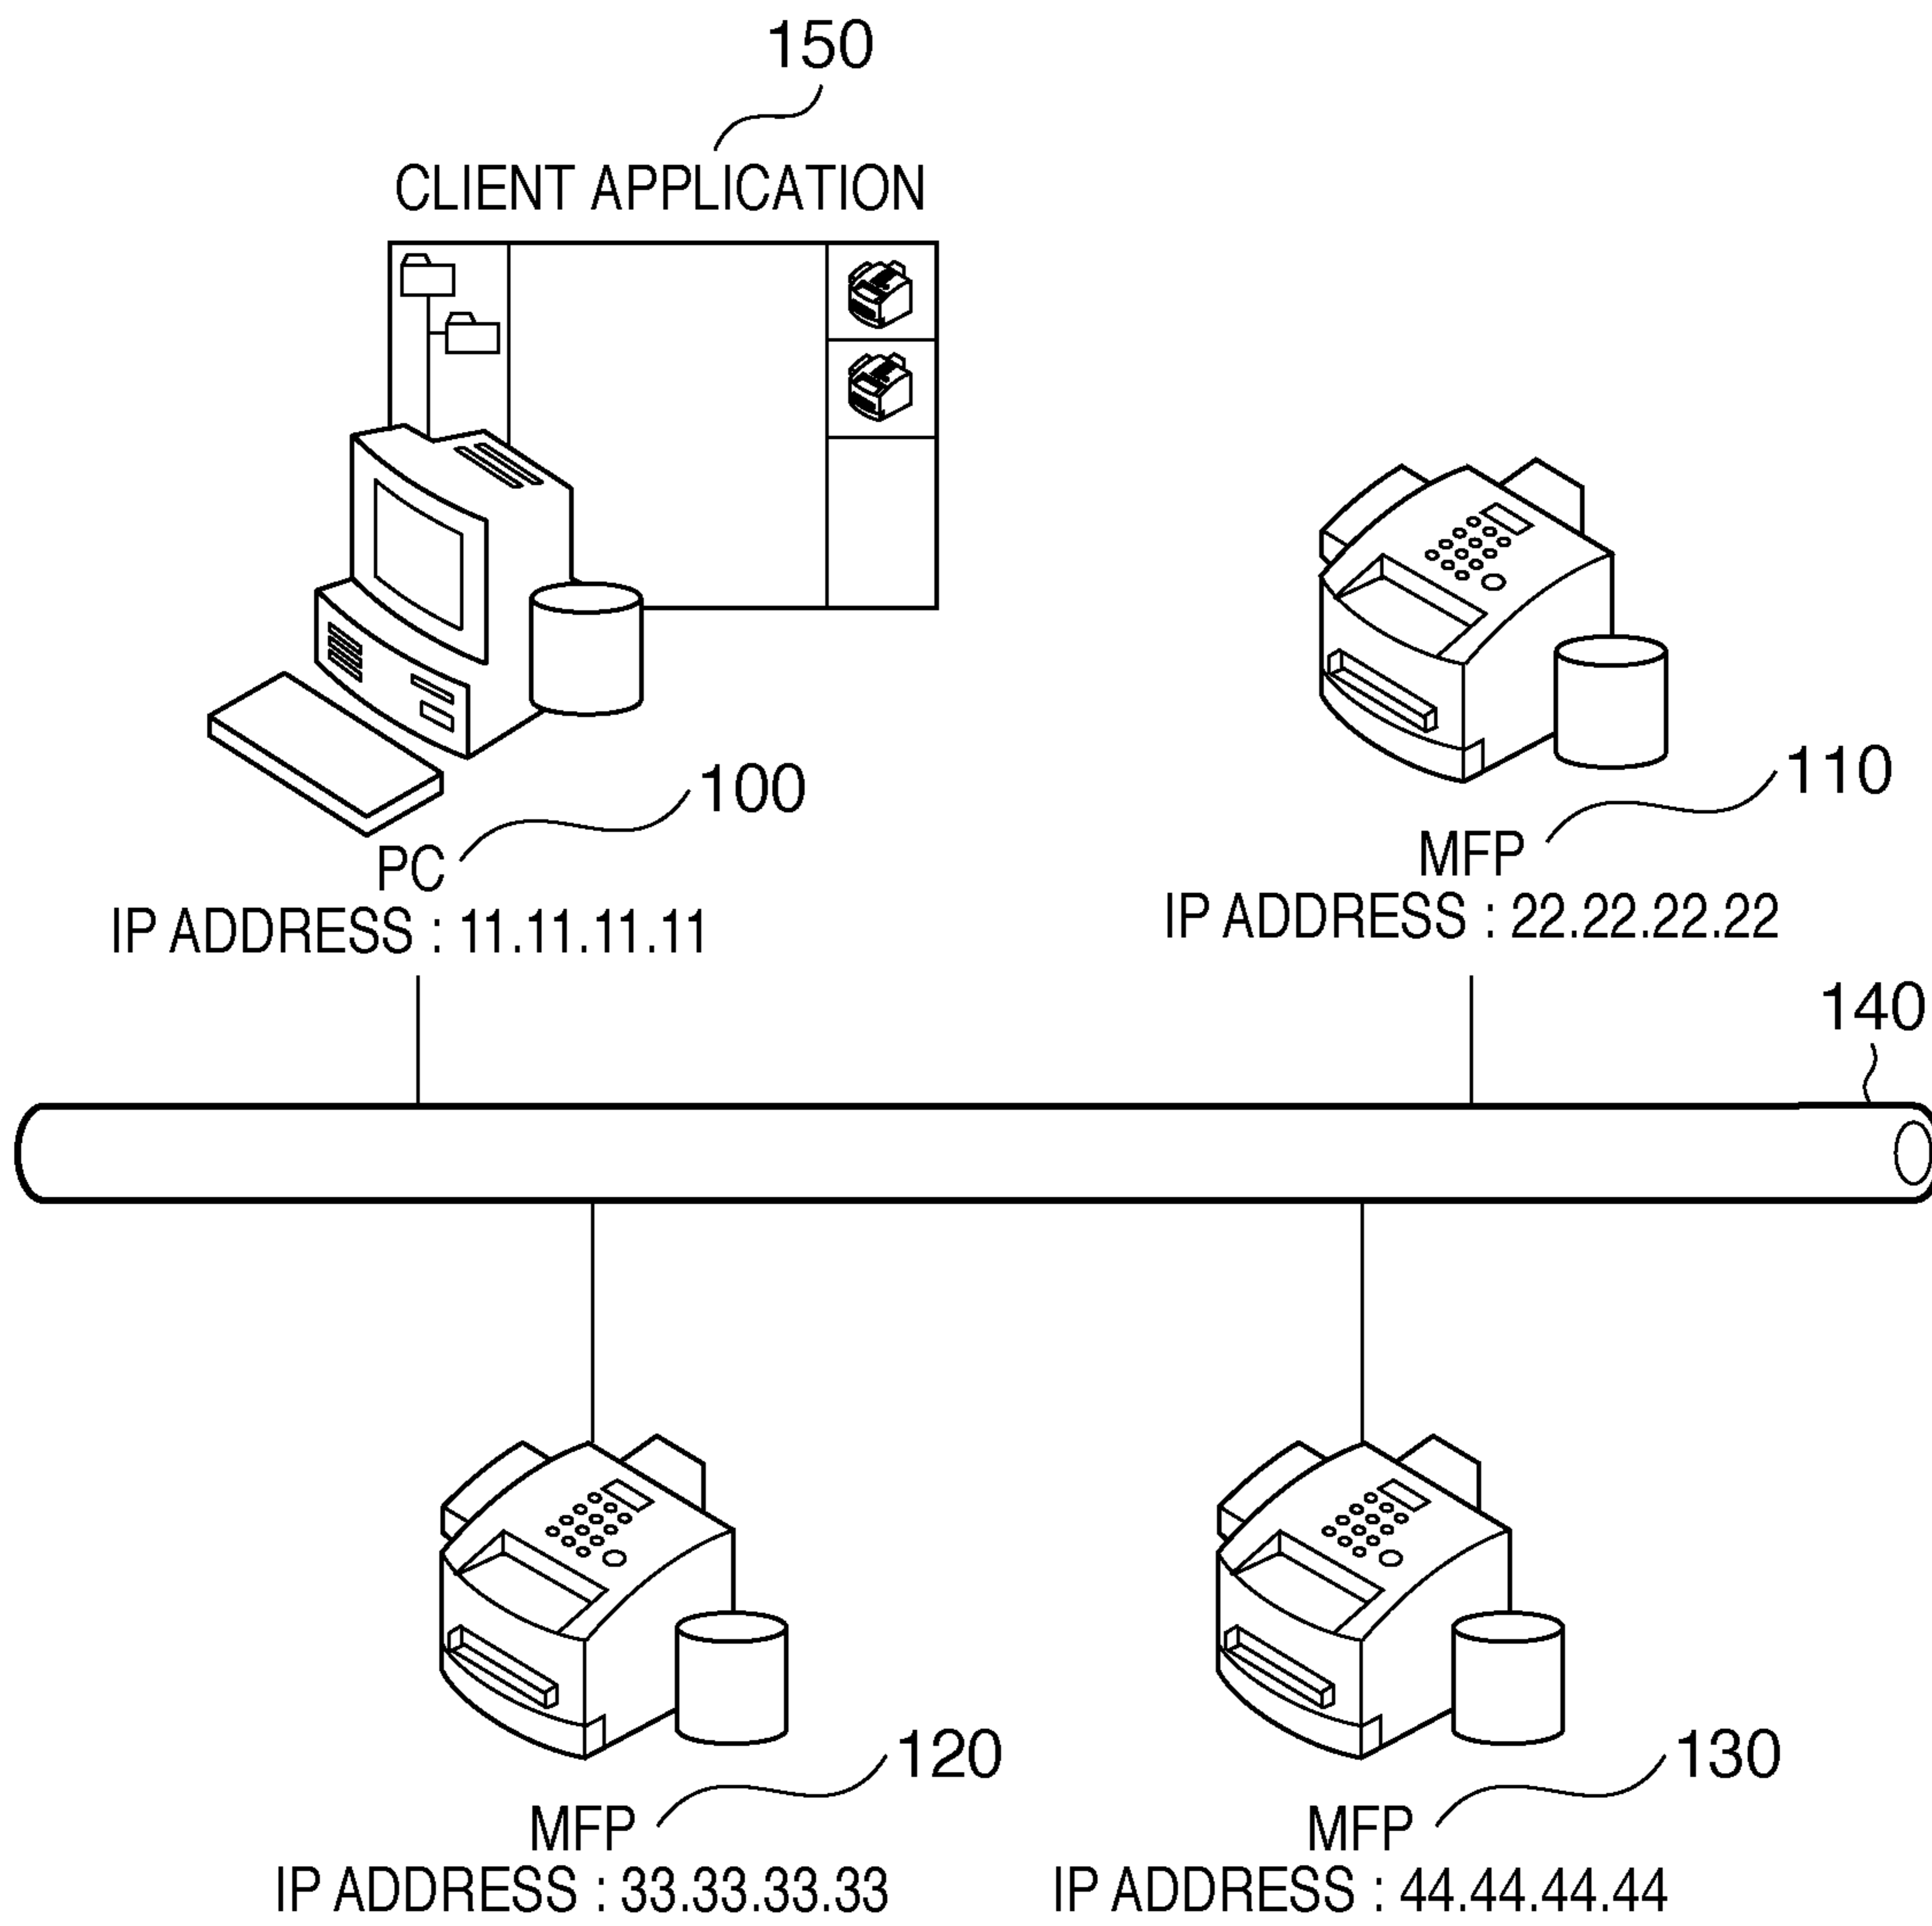 150
CLIENT APPLICATION
100
PC
IP ADDRESS : 11.11.11.11
110
MFP
IP ADDRESS : 22.22.22.22
140
120
MFP
IP ADDRESS : 33.33.33.33
130
MFP
IP ADDRESS : 44.44.44.44